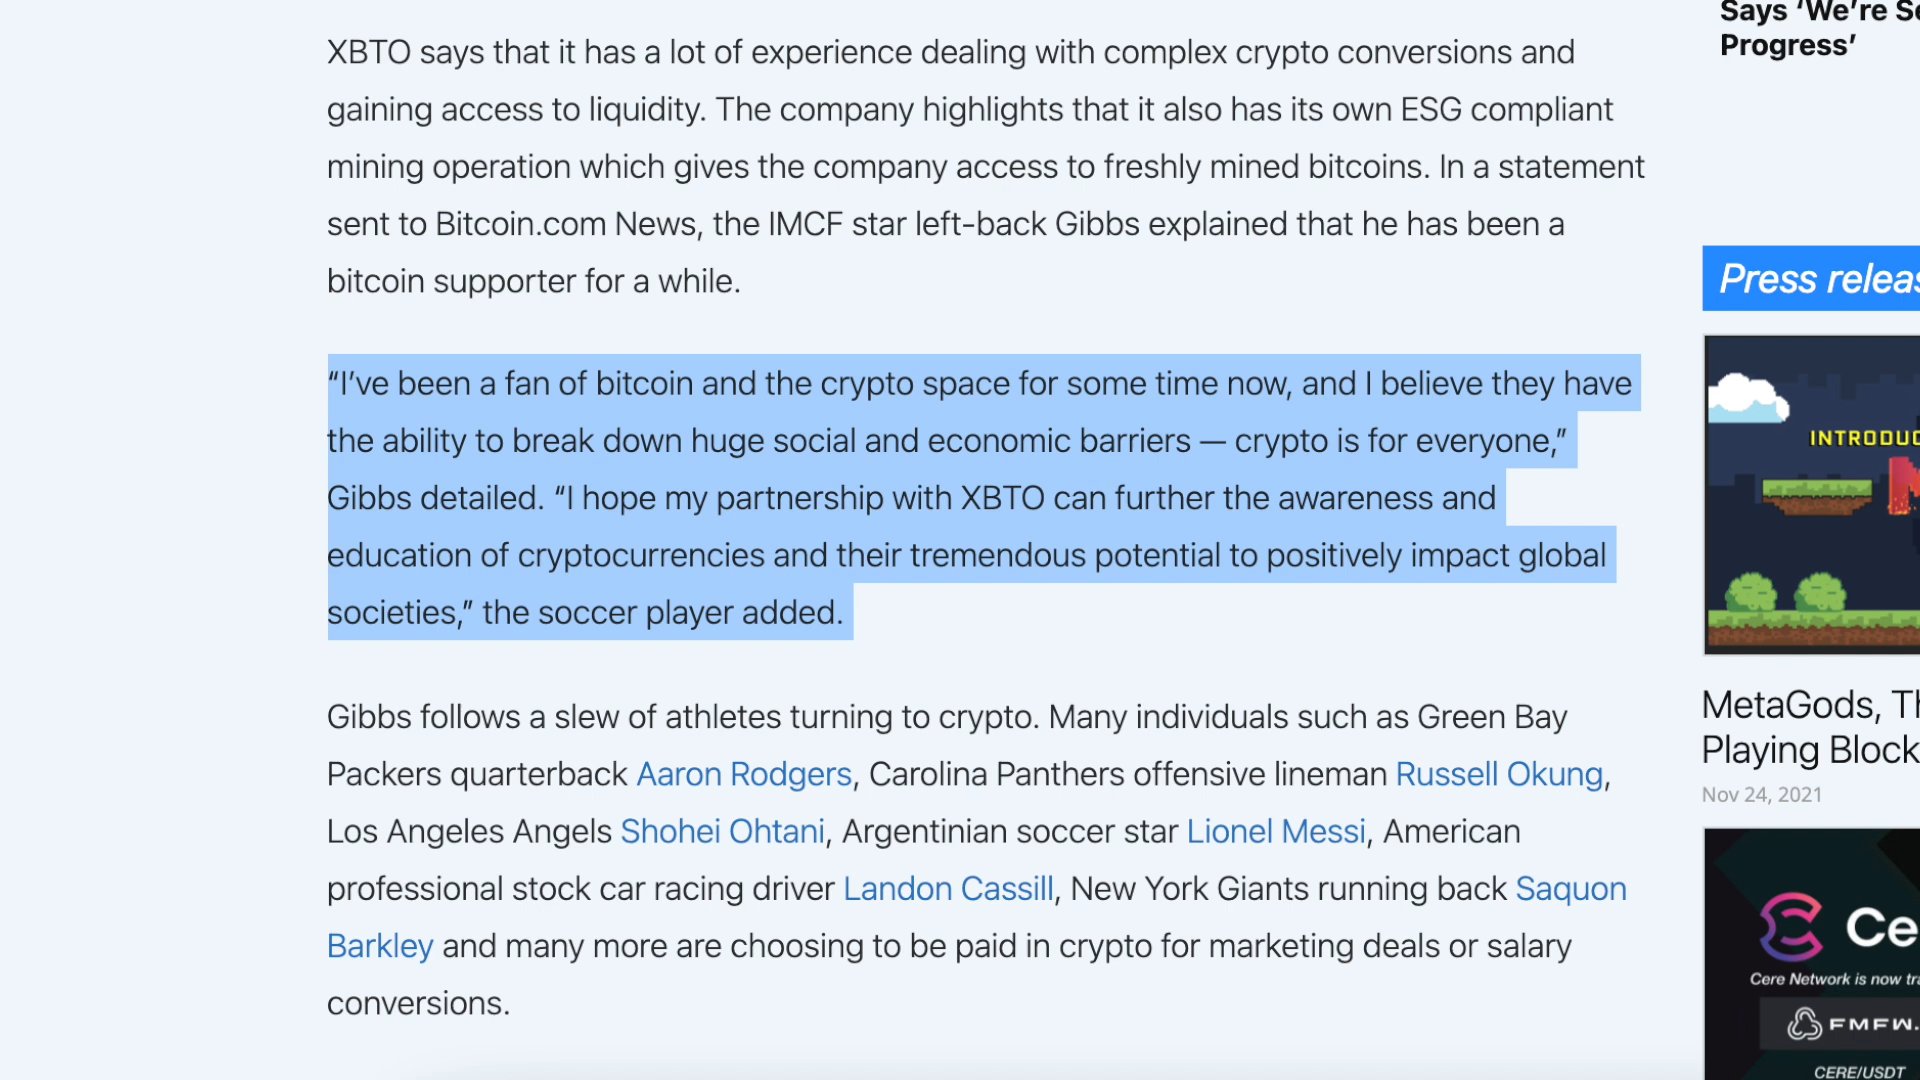 XBTO says that it has a lot of experience dealing with complex crypto conversions and
gaining access to liquidity. The company highlights that it also has its own ESG compliant
mining operation which gives the company access to freshly mined bitcoins. In a statement
sent to Bitcoin.com News, the IMCF star left-back Gibbs explained that he has been a
bitcoin supporter for a while.
“I’ve been a fan of bitcoin and the crypto space for some time now, and I believe they have
the ability to break down huge social and economic barriers — crypto is for everyone,”
Gibbs detailed. “I hope my partnership with XBTO can further the awareness and
education of cryptocurrencies and their tremendous potential to positively impact global
societies,” the soccer player added.
Gibbs follows a slew of athletes turning to crypto. Many individuals such as Green Bay
Packers quarterback Aaron Rodgers, Carolina Panthers offensive lineman Russell Okung,
Los Angeles Angels Shohei Ohtani, Argentinian soccer star Lionel Messi, American
professional stock car racing driver Landon Cassill, New York Giants running back Saquon
Barkley and many more are choosing to be paid in crypto for marketing deals or salary
conversions.
Says ‘We’re
Progress’
Press
MetaGods,
Playing
Nov 24, 2021
Cere Network is now
FMFW.
CERE/USDT